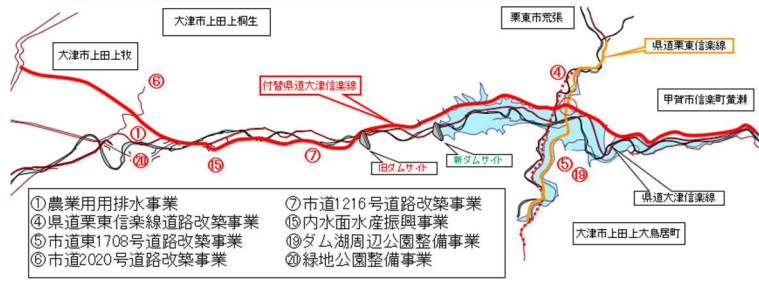 大津市上田上桐生
栗東市荒張
大津市上田上牧
県道栗東信楽線
⑥
④
付替県道大津信楽線
甲賀市信楽町黄瀬
①
⑳
⑮
⑦
旧ダムサイト
新ダムサイト
⑤
⑲
県道大津信楽線
大津市上田上大鳥居町
①農業用用排水事業
④県道栗東信楽線道路改築事業
⑤市道東1708号道路改築事業
⑥市道2020号道路改築事業
⑦市道1216号道路改築事業
⑮内水面水産振興事業
⑲ダム湖周辺公園整備事業
⑳緑地公園整備事業